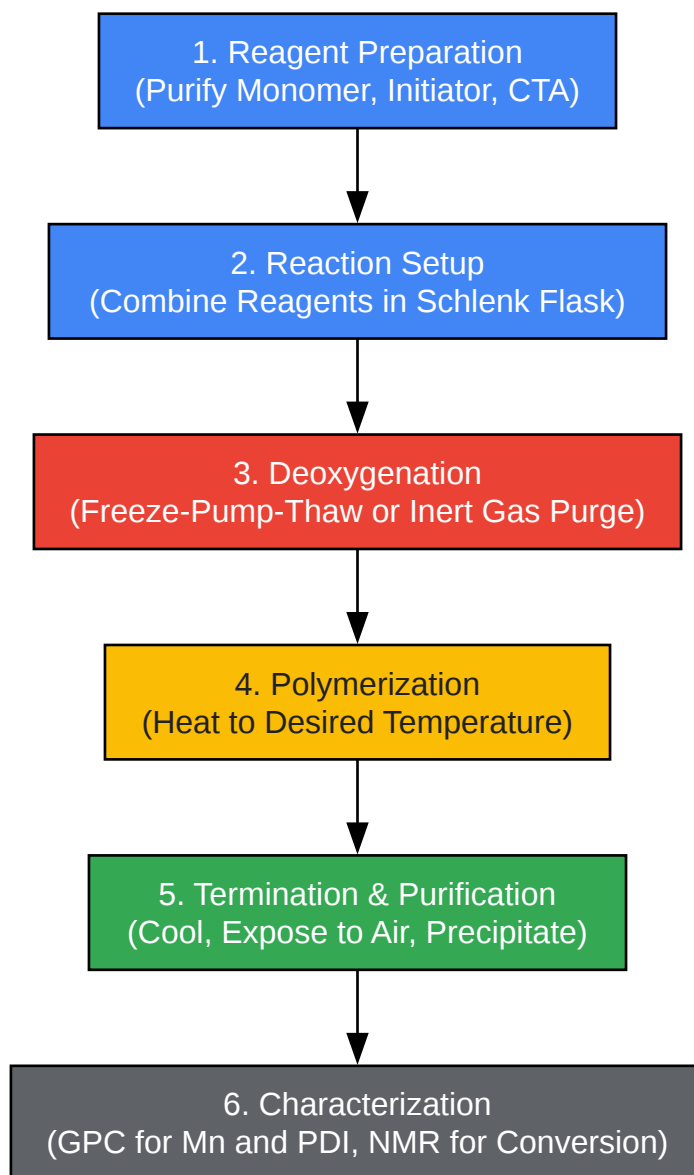 1. Reagent Preparation
(Purify Monomer, Initiator, CTA)
2. Reaction Setup
(Combine Reagents in Schlenk Flask)
3. Deoxygenation
(Freeze-Pump-Thaw or Inert Gas Purge)
4. Polymerization
(Heat to Desired Temperature)
5. Termination & Purification
(Cool, Expose to Air, Precipitate)
6. Characterization
(GPC for Mn and PDI, NMR for Conversion)